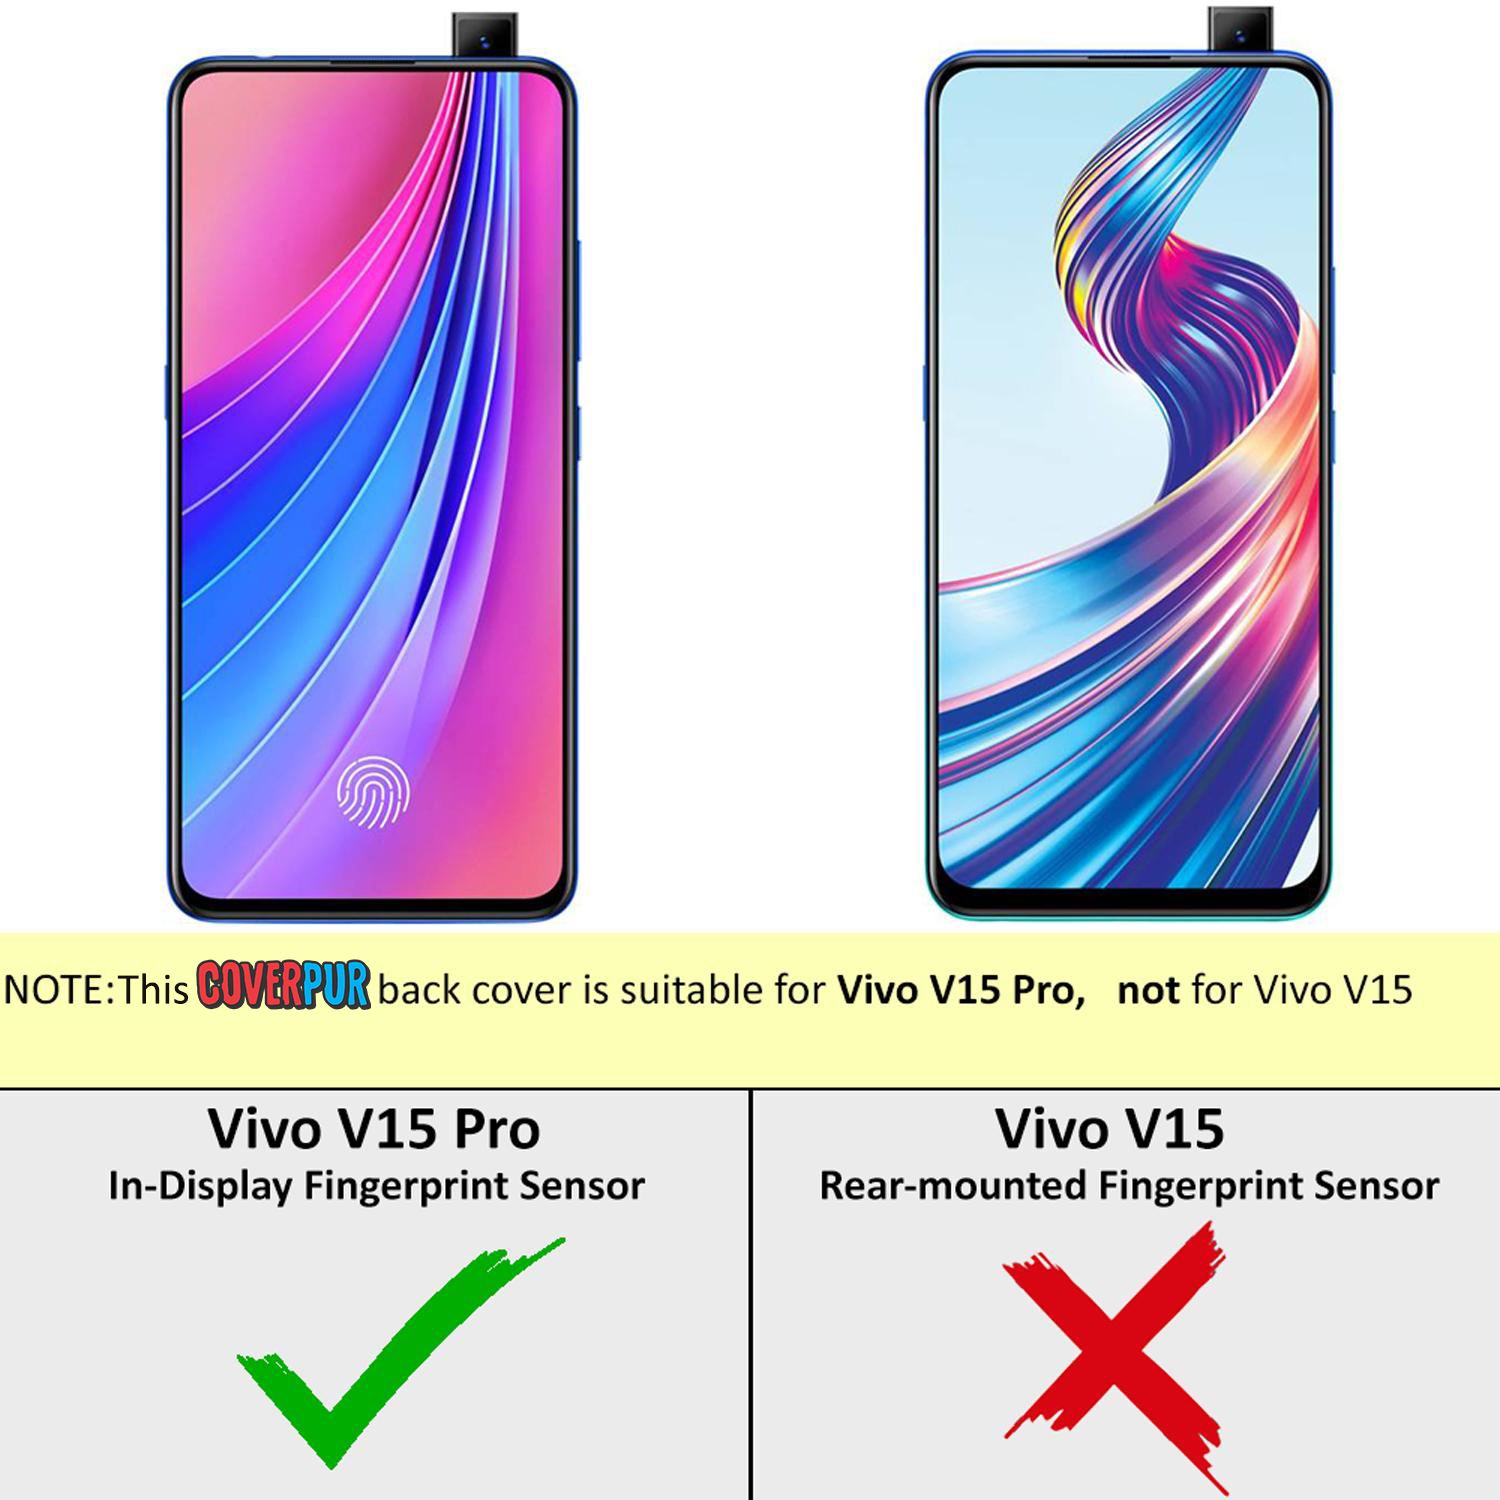 NOTE:This COVERPUR back cover is suitable for Vivo V15 Pro, not for Vivo V15
Vivo V15 Pro
In-Display Fingerprint Sensor
Vivo V15
Rear-mounted Fingerprint Sensor